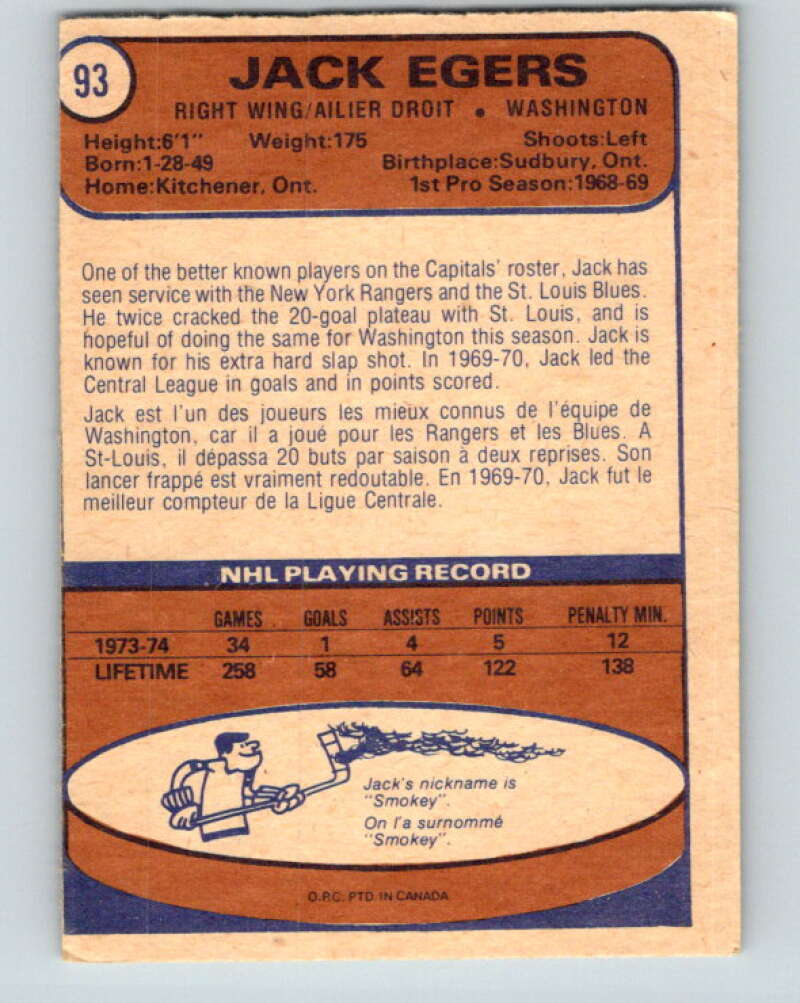 93
JACK EGERS
RIGHT WING/AILIER DROIT • WASHINGTON
Height:6'1" Weight:175 Shoots:Left
Born:1-28-49 Birthplace:Sudbury, Ont.
Home:Kitchener, Ont. 1st Pro Season:1968-69
One of the better known players on the Capitals' roster, Jack has
seen service with the New York Rangers and the St. Louis Blues.
He twice cracked the 20-goal plateau with St. Louis, and is
hopeful of doing the same for Washington this season. Jack is
known for his extra hard slap shot. In 1969-70, Jack led the
Central League in goals and in points scored.
Jack est l'un des joueurs les mieux connus de l'équipe de
Washington, car il a joué pour les Rangers et les Blues. A
St-Louis, il dépassa 20 buts par saison à deux reprises. Son
lancer frappé est vraiment redoutable. En 1969-70, Jack fut le
meilleur compteur de la Ligue Centrale.
NHL PLAYING RECORD
GAMES GOALS ASSISTS POINTS PENALTY MIN.
1973-74 34 1 4 5 12
LIFETIME 258 58 64 122 138
Jack's nickname is
"Smokey".
On l'a surnommé
"Smokey".
O.P.C. PTD. IN CANADA